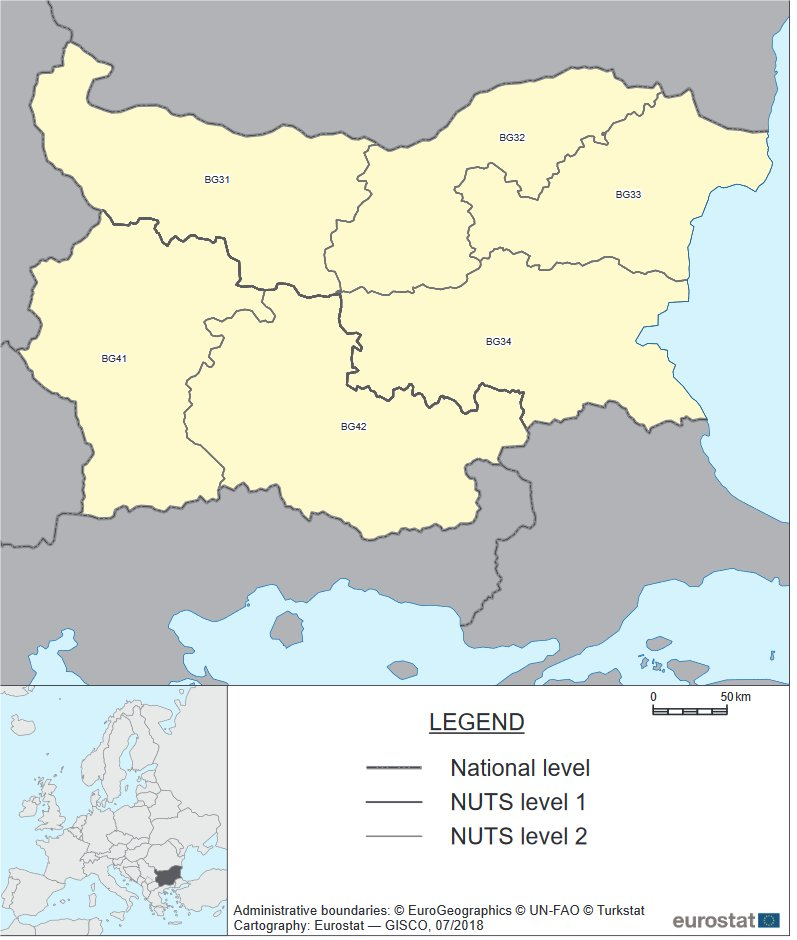 BG32
BG31
BG33
BG34
BG41
BG42
0 50 km
LEGEND
National level
NUTS level 1
NUTS level 2
Administrative boundaries: © EuroGeographics © UN-FAO © Turkstat
Cartography: Eurostat — GISCO, 07/2018
eurostat